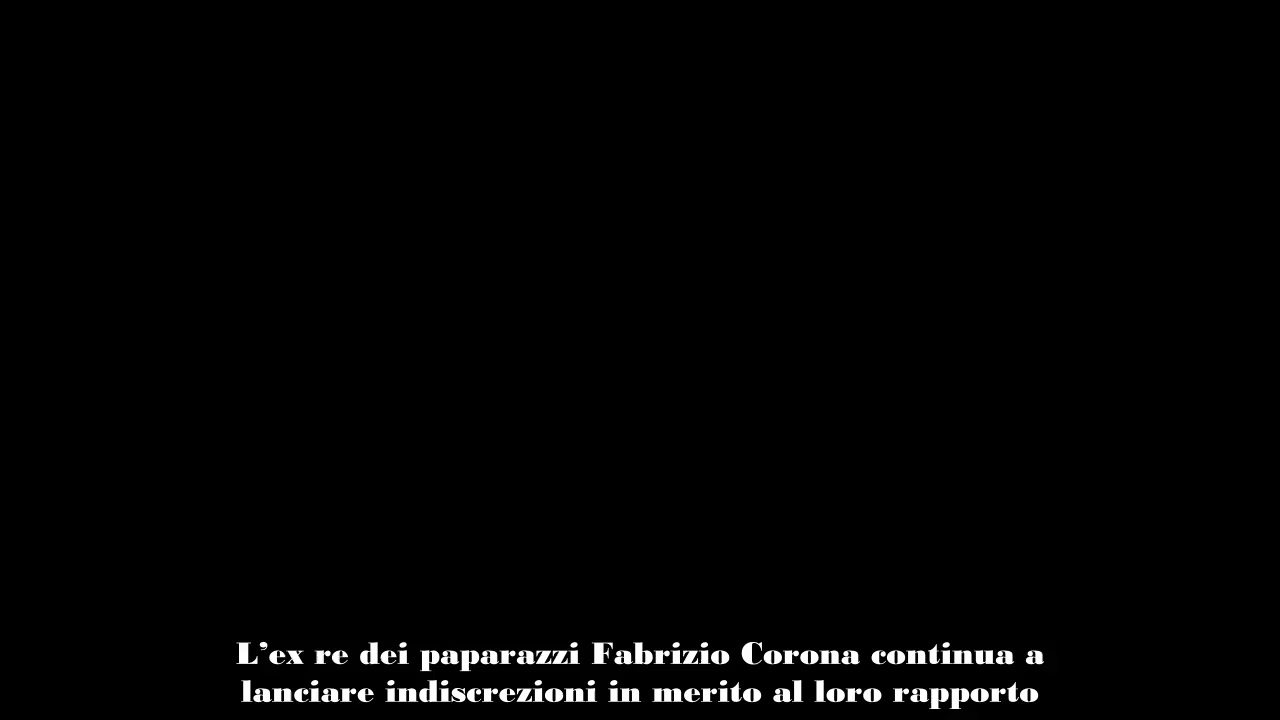 L’ex re dei paparazzi Fabrizio Corona continua a
lanciare indiscrezioni in merito al loro rapporto